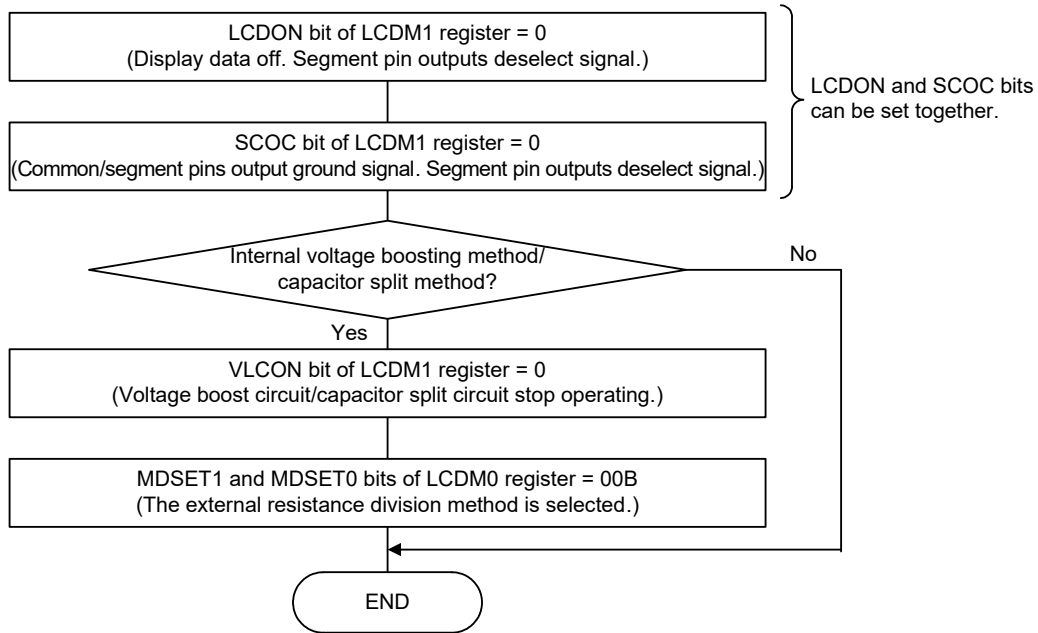 LCDON bit of LCDM1 register = 0
(Display data off. Segment pin outputs deselect signal.)
LCDON and SCOC bits
can be set together.
SCOC bit of LCDM1 register = 0
(Common/segment pins output ground signal. Segment pin outputs deselect signal.)
Internal voltage boosting method/
capacitor split method?
No
Yes
VLCON bit of LCDM1 register = 0
(Voltage boost circuit/capacitor split circuit stop operating.)
MDSET1 and MDSET0 bits of LCDM0 register = 00B
(The external resistance division method is selected.)
END